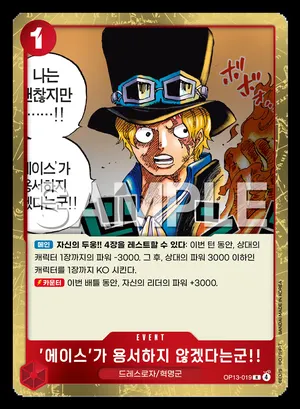 1
나는
괜찮지만
……!!
'에이스'가
용서하지
않겠다는군!!
SAMPLE
메인 자신의 두웅!! 4장을 레스트할 수 있다: 이번 턴 동안, 상대의
캐릭터 1장까지의 파워 -3000. 그 후, 상대의 파워 3000 이하인
캐릭터를 1장까지 KO 시킨다.
카운터 이번 배틀 동안, 자신의 리더의 파워 +3000.
EVENT
'에이스'가 용서하지 않겠다는군!!
드레스로자/혁명군
OP13-019 R 4